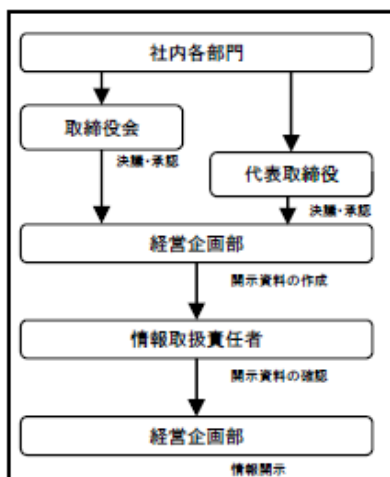 社内各部門
取締役会
決議・承認
代表取締役
決議・承認
経営企画部
開示資料の作成
情報取扱責任者
開示資料の確認
経営企画部
情報開示